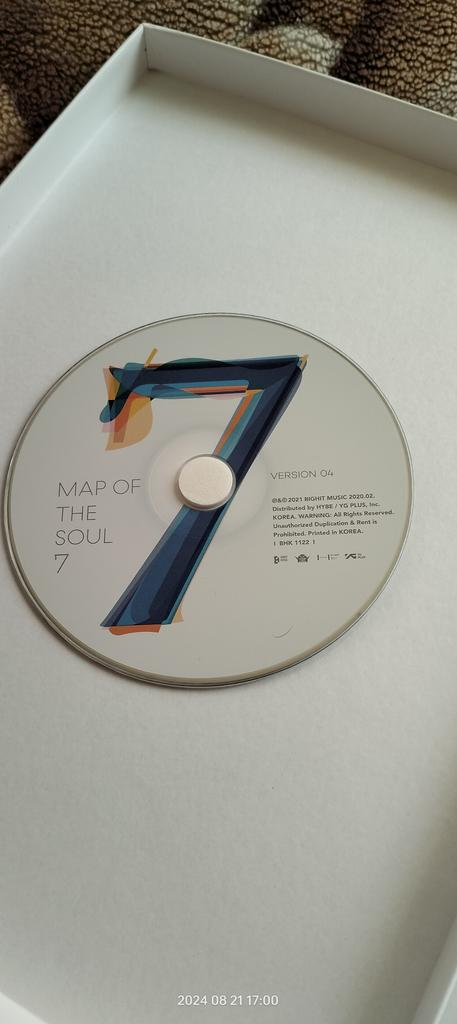 MAP OF
THE
SOUL
7
VERSION 04
℗&© 2021 BIGHIT MUSIC 2020.02.
Distributed by HYBE / YG PLUS, Inc.
KOREA. WARNING: All Rights Reserved.
Unauthorized Duplication & Rent is
Prohibited. Printed in KOREA.
| BHK 1122 |
2024 08 21 17:00